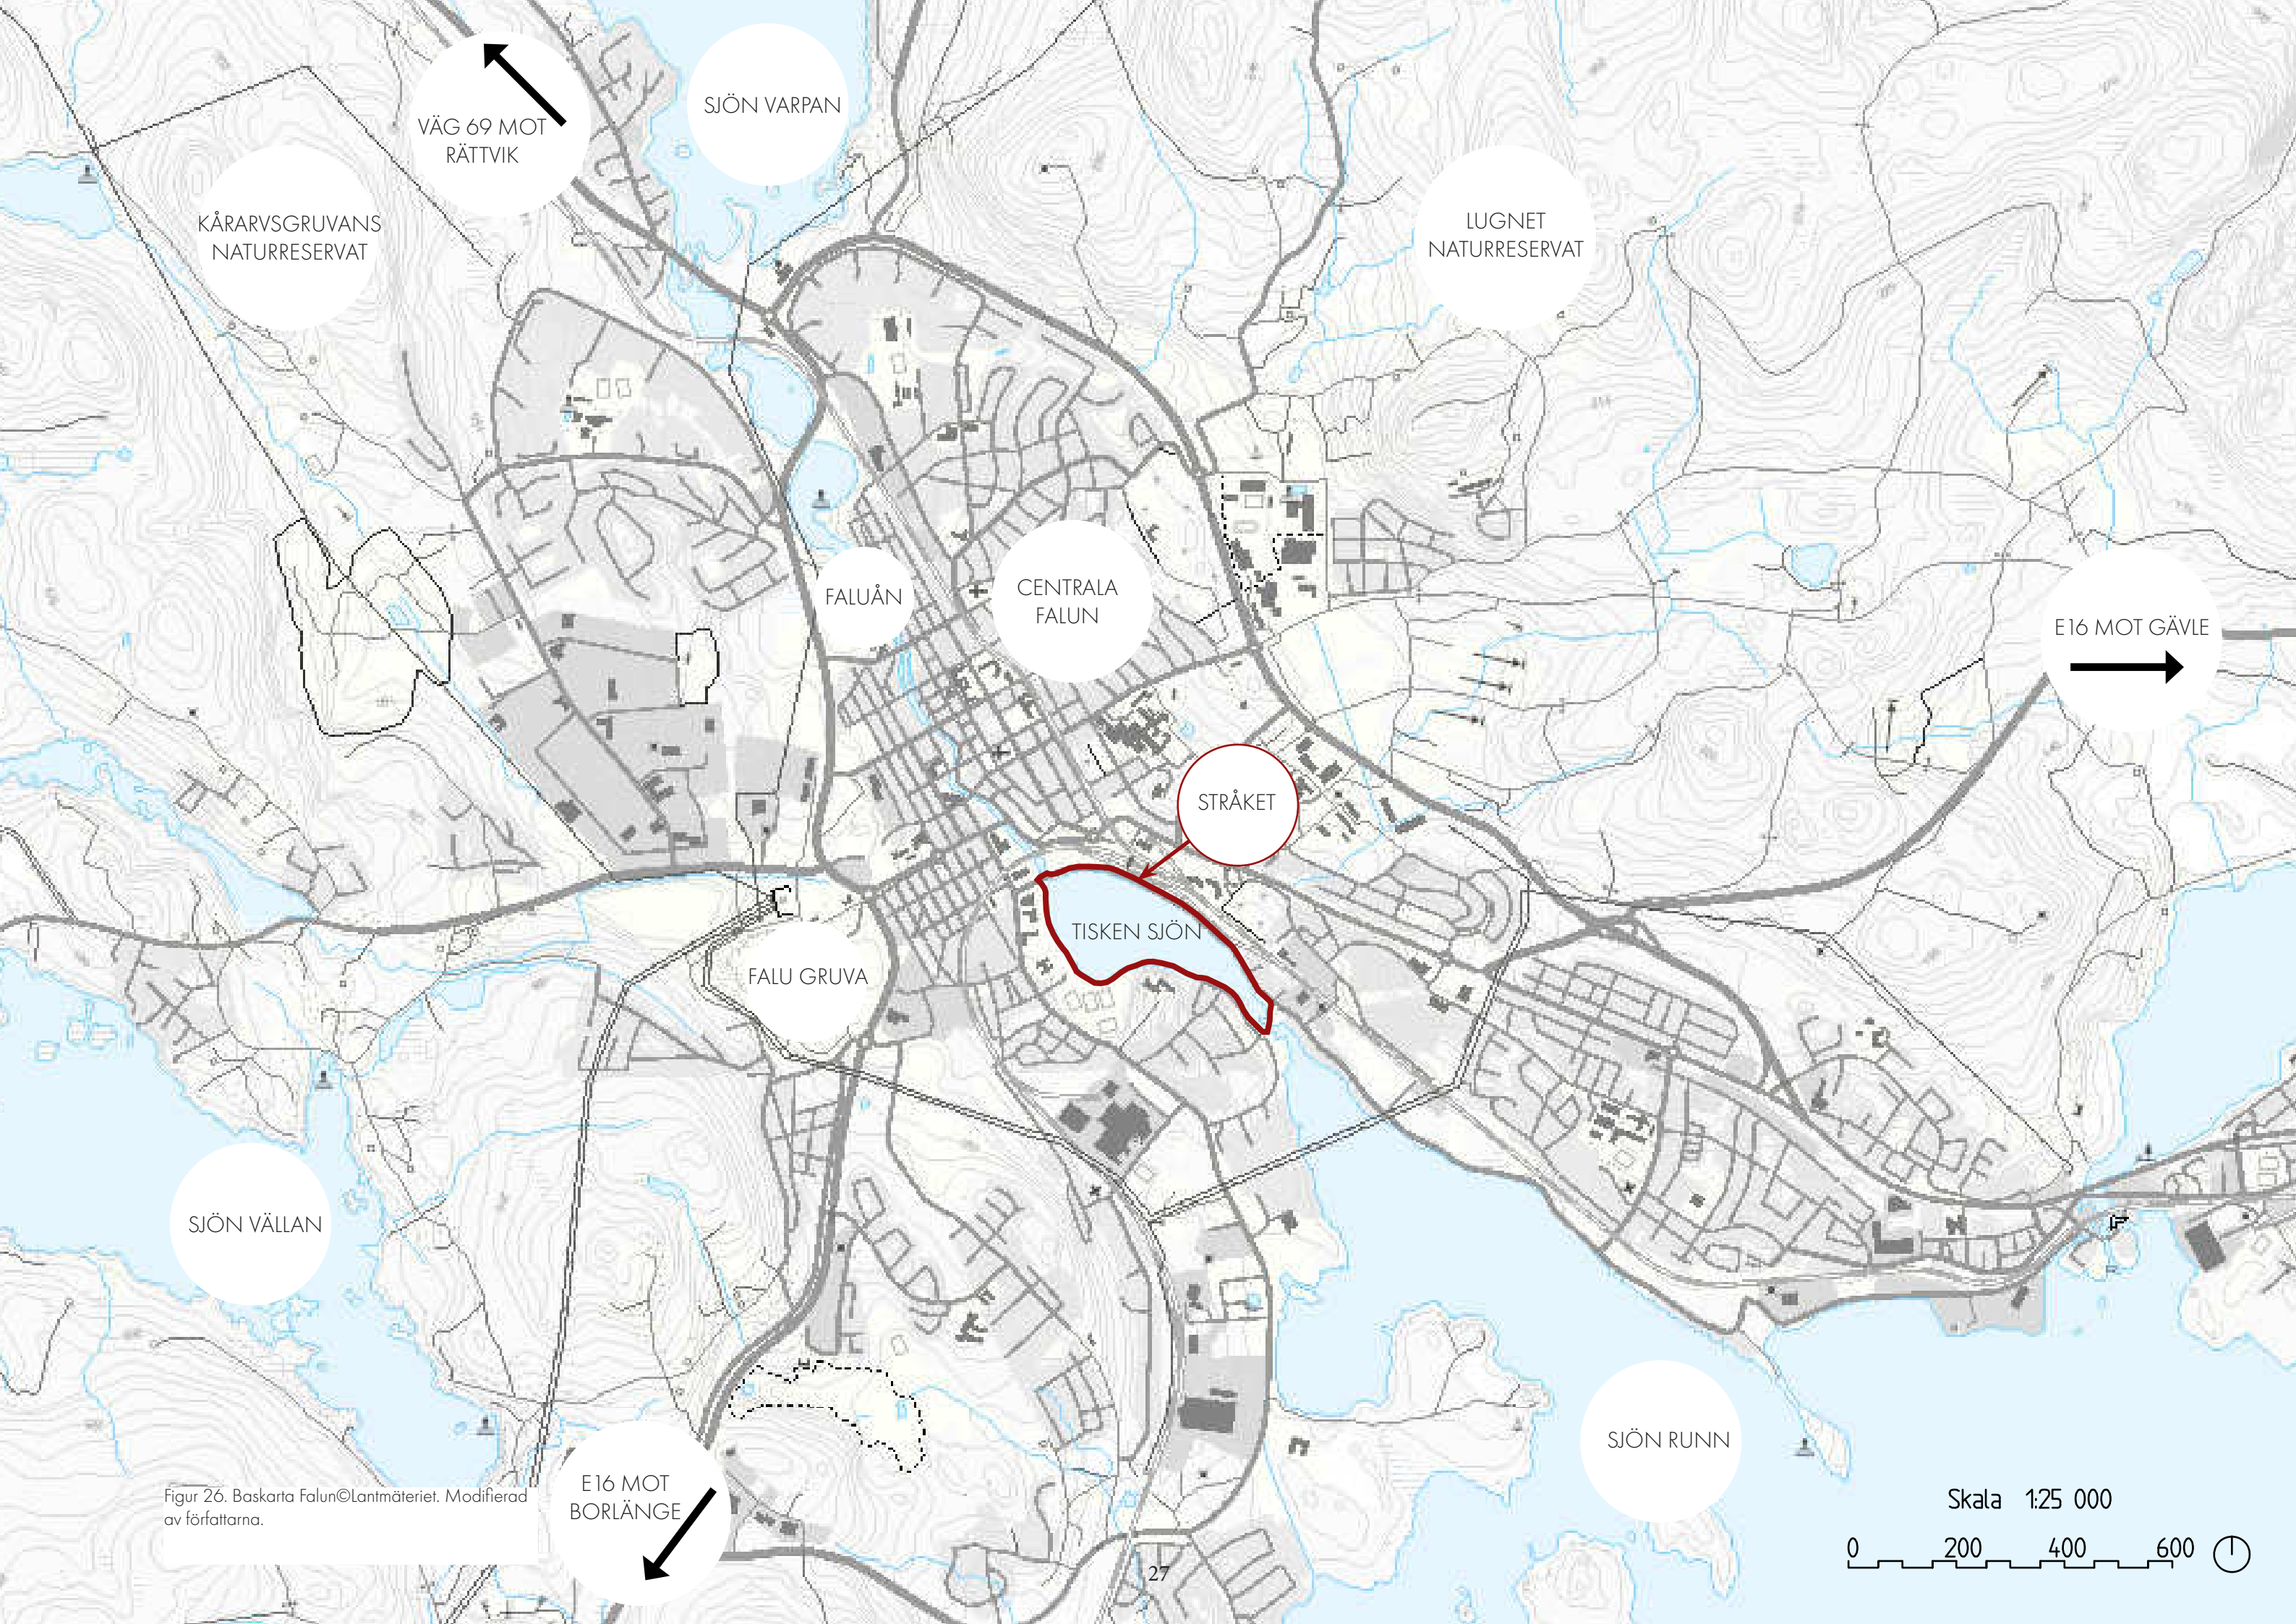 SJÖN VARPAN
VÄG 69 MOT
RÄTTVIK
KÅRARVSGRUVANS
NATURRESERVAT
LUGNET
NATURRESERVAT
FALUÅN
CENTRALA
FALUN
E16 MOT GÄVLE
STRÅKET
TISKEN SJÖN
FALU GRUVA
SJÖN VÄLLAN
SJÖN RUNN
E16 MOT
BORLÄNGE
Figur 26. Baskarta Falun©Lantmäteriet. Modifierad
av författarna.
Skala 1:25 000
0 200 400 600
27